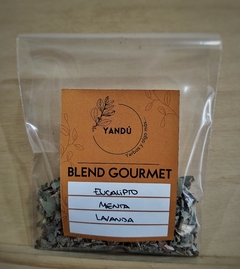 YANDÚ
BLEND GOURMET
EUCALIPTO
MENTA
LAVANDA